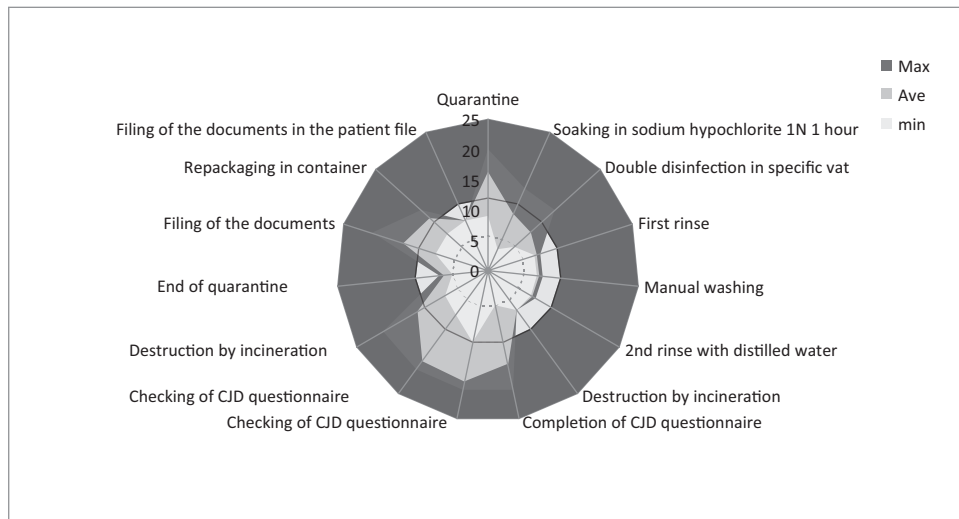 Max
Ave
min
Quarantine
25
20
15
10
5
0
Soaking in sodium hypochlorite 1N 1 hour
Double disinfection in specific vat
First rinse
Manual washing
2nd rinse with distilled water
Destruction by incineration
Completion of CJD questionnaire
Checking of CJD questionnaire
Checking of CJD questionnaire
Destruction by incineration
End of quarantine
Filing of the documents
Repackaging in container
Filing of the documents in the patient file